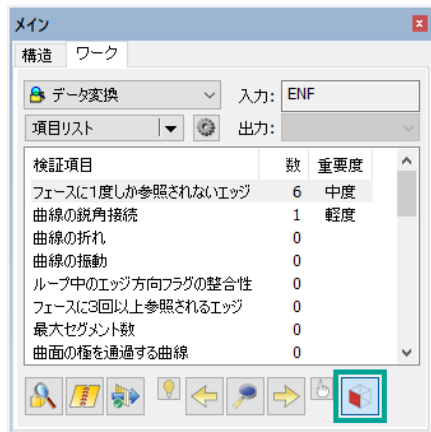 メイン
構造 ワーク
データ変換 入力: ENF
項目リスト 出力:
検証項目 数 重要度
フェースに1度しか参照されないエッジ 6 中度
曲線の鋭角接続 1 軽度
曲線の折れ 0
曲線の振動 0
ループ中のエッジ方向フラグの整合性 0
フェースに3回以上参照されるエッジ 0
最大セグメント数 0
曲面の極を通過する曲線 0